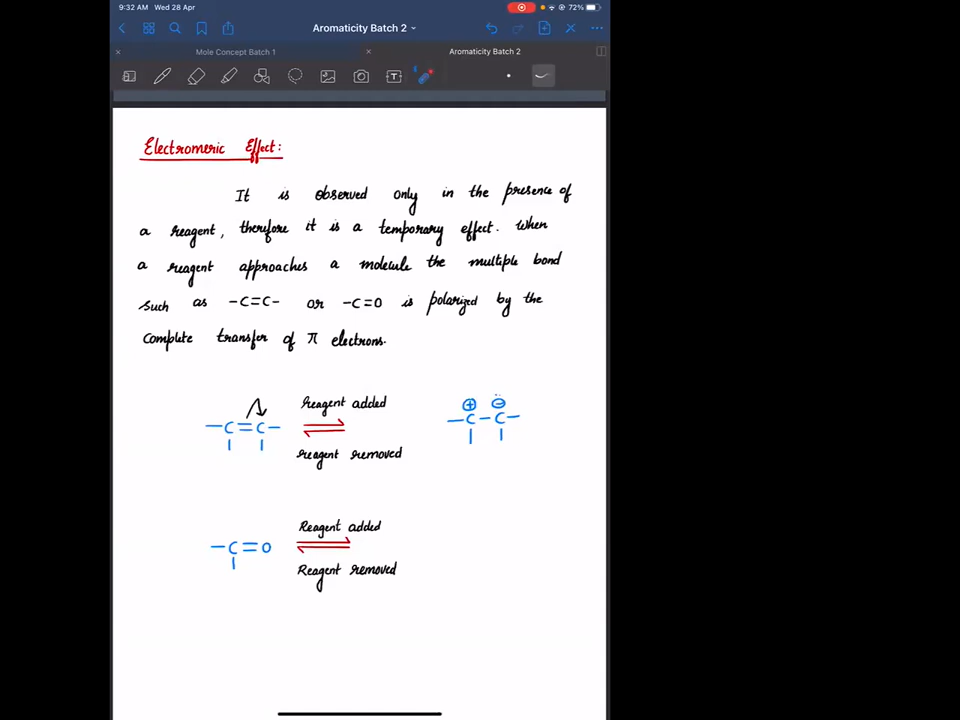 9:32 AM Wed 28 Apr
72%
Aromaticity Batch 2
Mole Concept Batch 1
Aromaticity Batch 2
Electromeric Effect:
It is observed only in the presence of
a reagent, therefore it is a temporary effect. When
a reagent approaches a molecule the multiple bond
such as -C=C- or -C=O is polarized by the
complete transfer of π electrons.
reagent added
⊕ ⊖
-C=C- ⇌ -C-C-
reagent removed
Reagent added
-C=O ⇌
Reagent removed